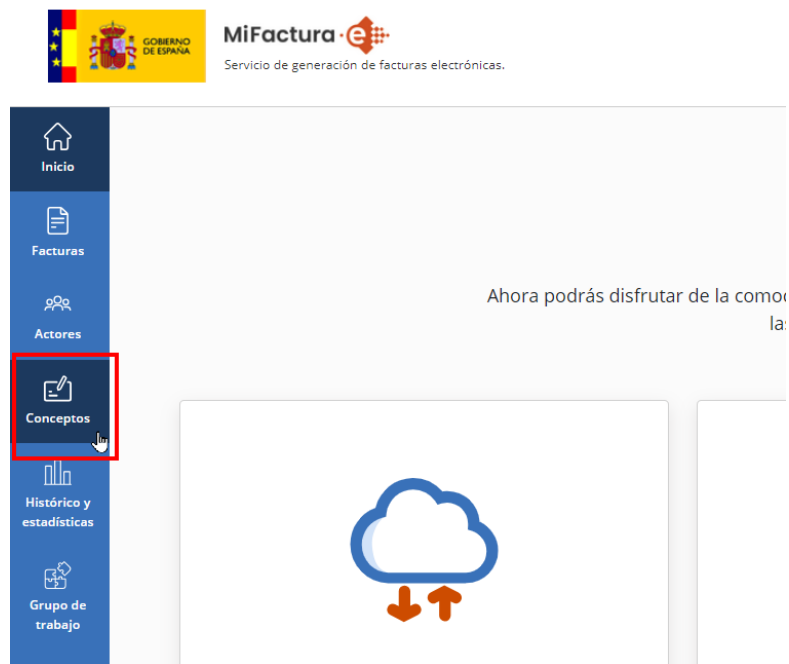 GOBIERNO
DE ESPAÑA
MiFactura·e
Servicio de generación de facturas electrónicas.
Inicio
Facturas
Actores
Conceptos
Histórico y
estadísticas
Grupo de
trabajo
Ahora podrás disfrutar de la como
las